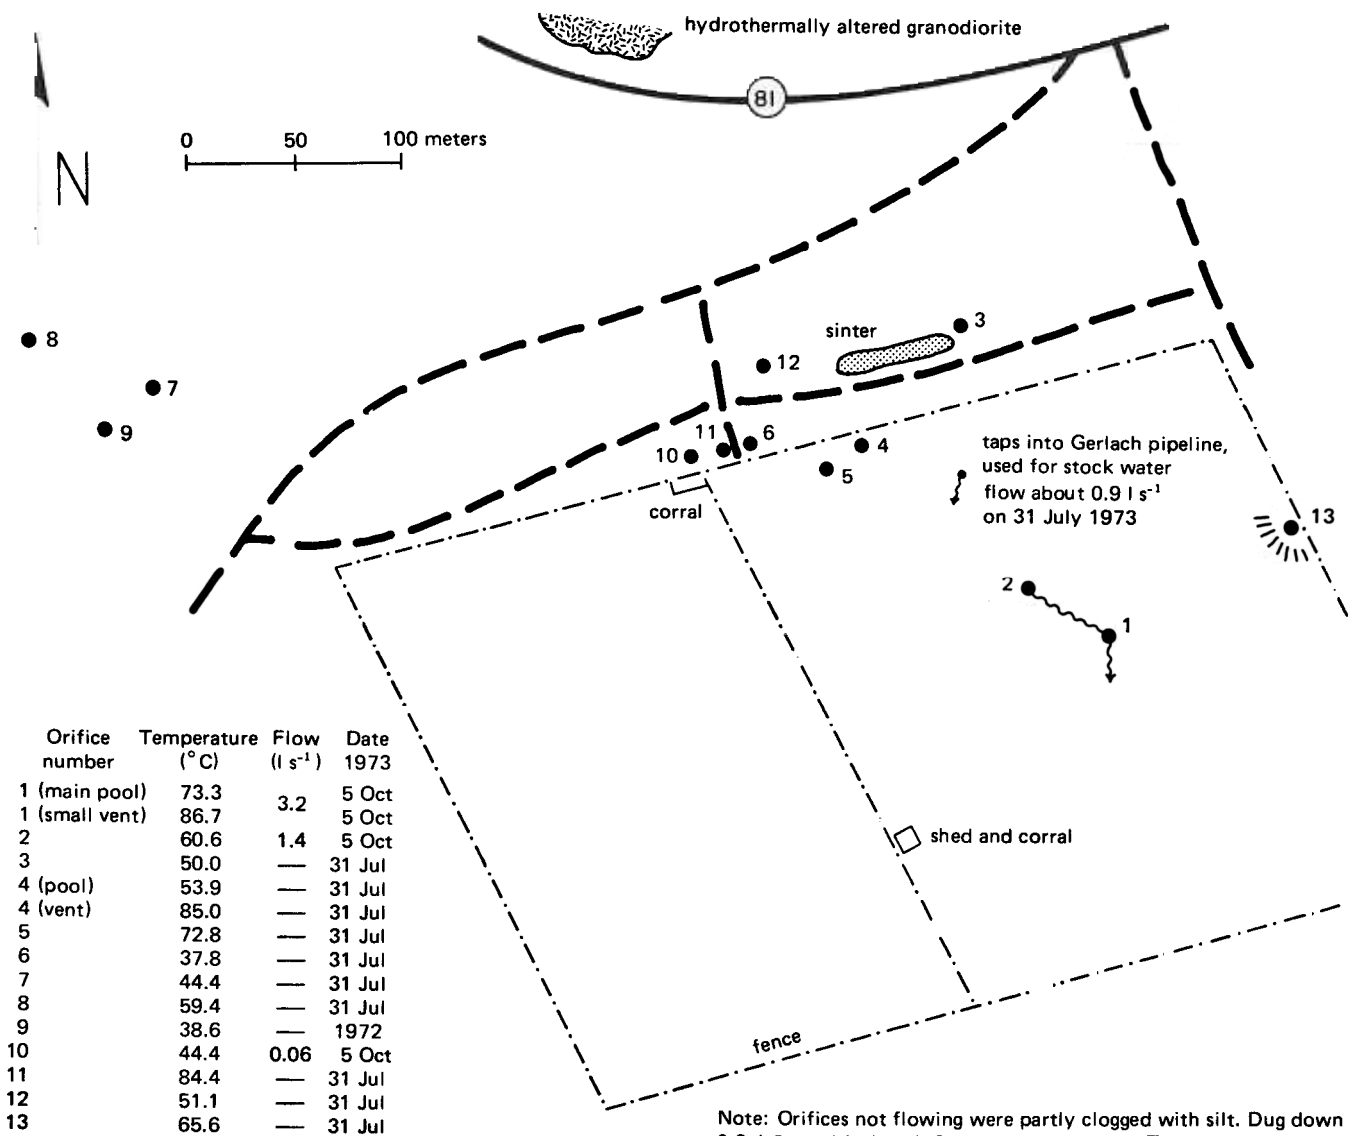 hydrothermally altered granodiorite
81
0 50 100 meters
N
8
7
9
sinter
3
12
11
6
10
4
5
corral
taps into Gerlach pipeline,
used for stock water
flow about 0.9 l s⁻¹
on 31 July 1973
13
2
1
shed and corral
fence
Orifice Temperature Flow Date
number (°C) (l s⁻¹) 1973
1 (main pool) 73.3 5 Oct
3.2
1 (small vent) 86.7 5 Oct
2 60.6 1.4 5 Oct
3 50.0 — 31 Jul
4 (pool) 53.9 — 31 Jul
4 (vent) 85.0 — 31 Jul
5 72.8 — 31 Jul
6 37.8 — 31 Jul
7 44.4 — 31 Jul
8 59.4 — 31 Jul
9 38.6 — 1972
10 44.4 0.06 5 Oct
11 84.4 — 31 Jul
12 51.1 — 31 Jul
13 65.6 — 31 Jul
Note: Orifices not flowing were partly clogged with silt. Dug down